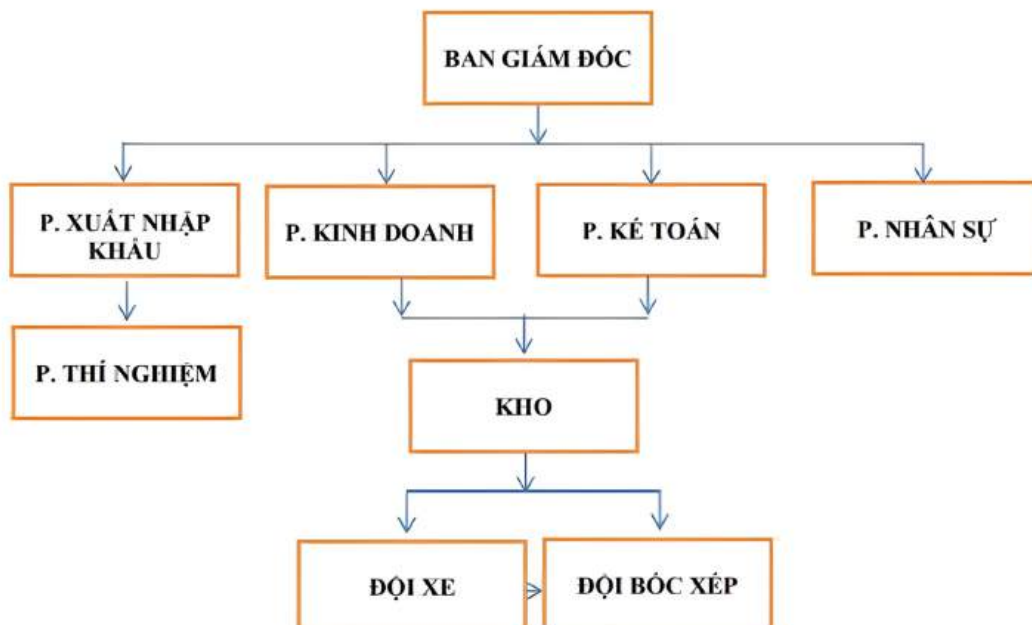 BAN GIÁM ĐỐC
P. XUẤT NHẬP
KHẨU
P. KINH DOANH
P. KẾ TOÁN
P. NHÂN SỰ
P. THÍ NGHIỆM
KHO
ĐỘI XE
ĐỘI BỐC XẾP